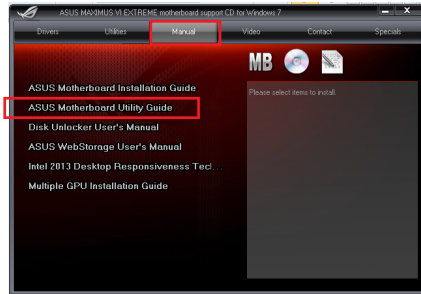 ASUS MAXIMUS VI EXTREME motherboard support CD for Windows 7
Drivers Utilities Manual Video Contact Specials
MB
ASUS Motherboard Installation Guide
Please select items to install.
ASUS Motherboard Utility Guide
Disk Unlocker User's Manual
ASUS WebStorage User's Manual
Intel 2013 Desktop Responsiveness Tecl...
Multiple GPU Installation Guide